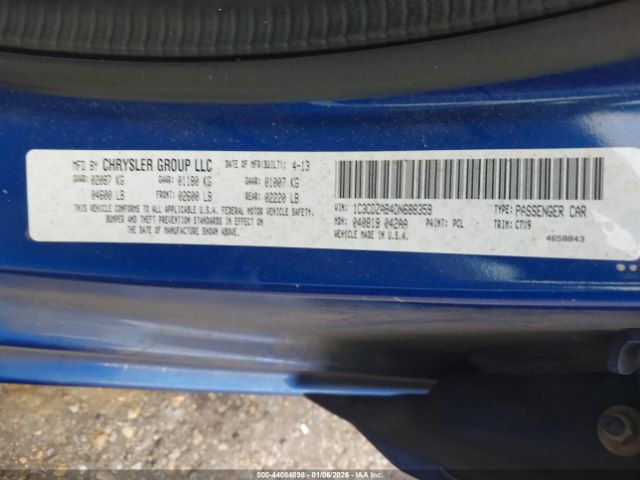 MFD BY CHRYSLER GROUP LLC DATE OF MFR(BUILT): 4-13
GVWR: 02087 KG GAWR: 01180 KG GAWR: 01007 KG
04600 LB FRONT: 02600 LB REAR: 02220 LB
THIS VEHICLE CONFORMS TO ALL APPLICABLE U.S.A. FEDERAL MOTOR VEHICLE SAFETY,
BUMPER AND THEFT PREVENTION STANDARDS IN EFFECT ON
THE DATE OF MANUFACTURE SHOWN ABOVE.
VIN: 1C3CDZAB4DN688359 TYPE: PASSENGER CAR
MDH: 040819 042AA PAINT: PCL TRIM: C7X9
VEHICLE MADE IN U.S.A. 4658043
000-44084898 - 01/06/2026 - IAA Inc.